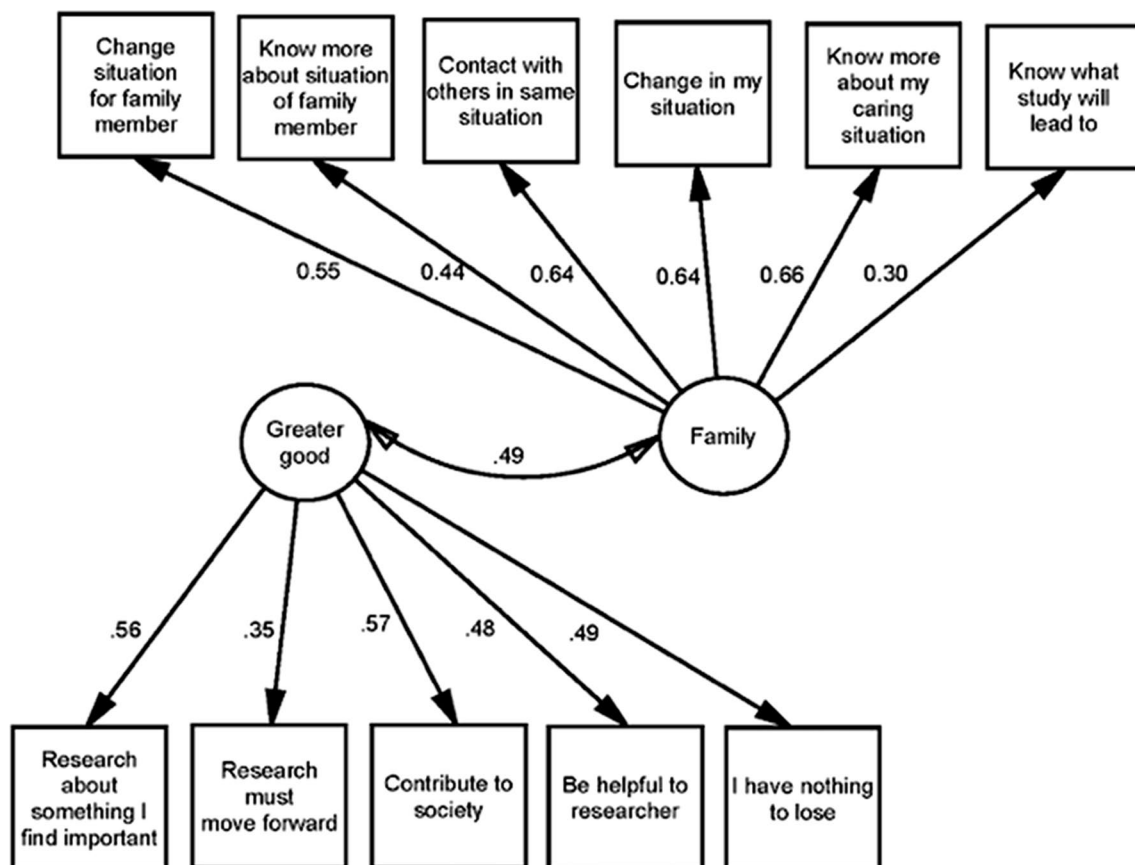 Change
situation
for family
member
Know more
about situation
of family
member
Contact with
others in same
situation
Change in my
situation
Know more
about my
caring
situation
Know what
study will
lead to
0.55
0.44
0.64
0.64
0.66
0.30
Greater
good
.49
Family
.56
.35
.57
.48
.49
Research
about
something I
find important
Research
must
move forward
Contribute to
society
Be helpful to
researcher
I have nothing
to lose